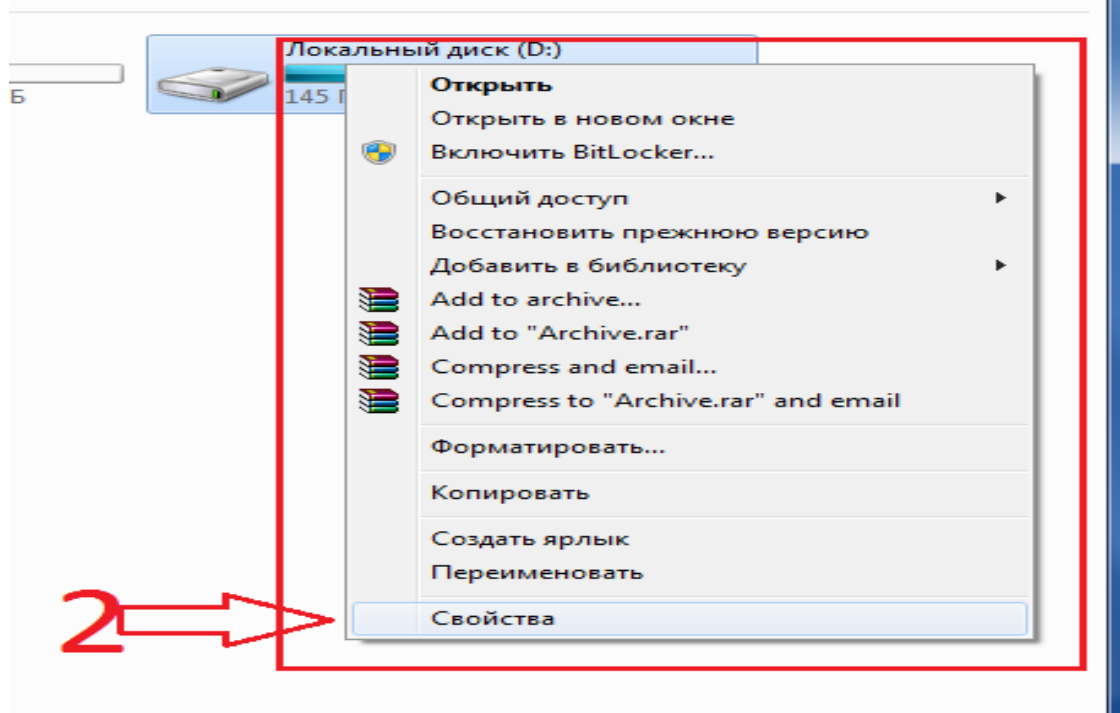 Локальный диск (D:)
Б
145 Г
Открыть
Открыть в новом окне
Включить BitLocker...
Общий доступ
Восстановить прежнюю версию
Добавить в библиотеку
Add to archive...
Add to "Archive.rar"
Compress and email...
Compress to "Archive.rar" and email
Форматировать...
Копировать
Создать ярлык
Переименовать
2
Свойства